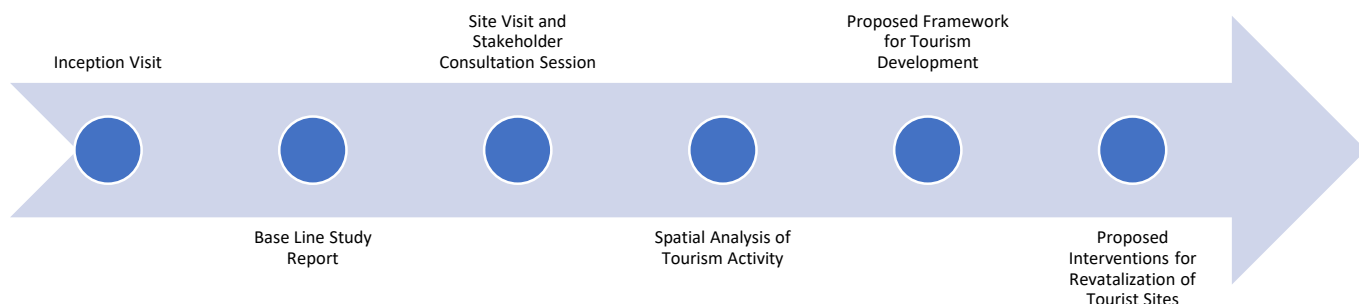 Inception Visit
Base Line Study
Report
Site Visit and
Stakeholder
Consultation Session
Spatial Analysis of
Tourism Activity
Proposed Framework
for Tourism
Development
Proposed
Interventions for
Revatalization of
Tourist Sites